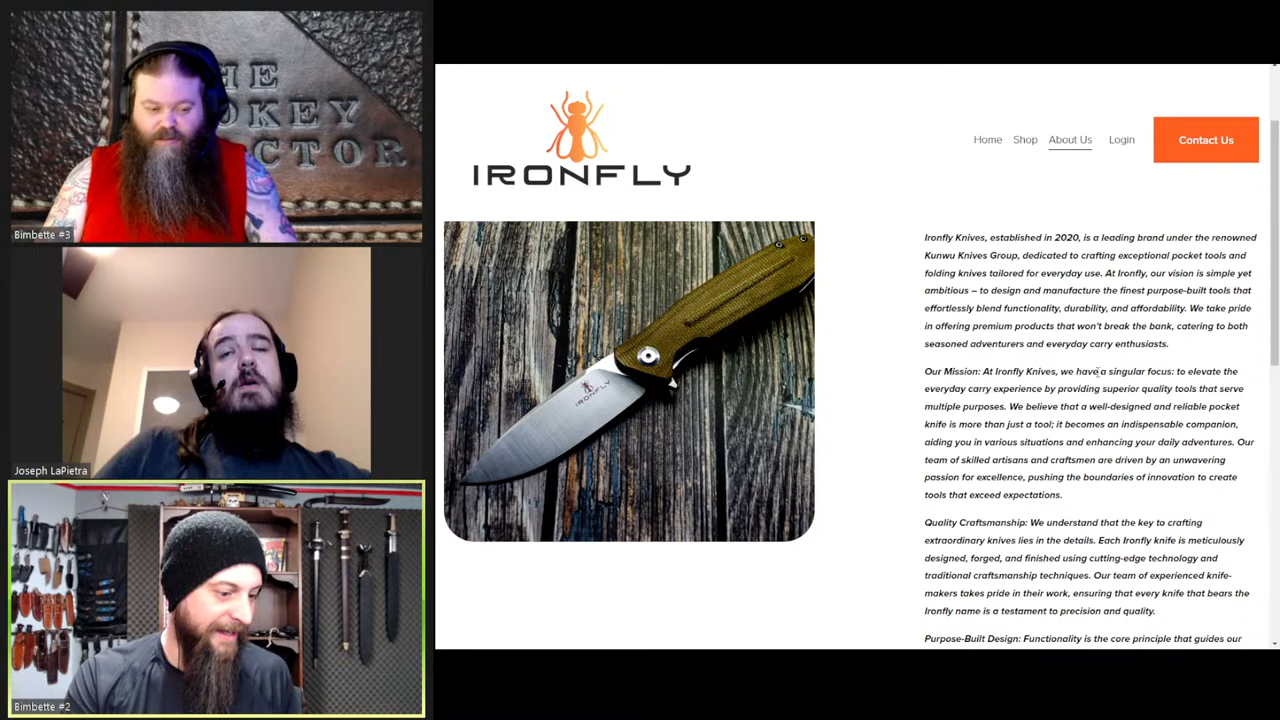 THE
OKEY
CTOR
Bimbette #3
Joseph LaPietra
Bimbette #2
IRONFLY
Home Shop About Us Login Contact Us
IRONFLY
Ironfly Knives, established in 2020, is a leading brand under the renowned
Kunwu Knives Group, dedicated to crafting exceptional pocket tools and
folding knives tailored for everyday use. At Ironfly, our vision is simple yet
ambitious – to design and manufacture the finest purpose-built tools that
effortlessly blend functionality, durability, and affordability. We take pride
in offering premium products that won't break the bank, catering to both
seasoned adventurers and everyday carry enthusiasts.
Our Mission: At Ironfly Knives, we have a singular focus: to elevate the
everyday carry experience by providing superior quality tools that serve
multiple purposes. We believe that a well-designed and reliable pocket
knife is more than just a tool; it becomes an indispensable companion,
aiding you in various situations and enhancing your daily adventures. Our
team of skilled artisans and craftsmen are driven by an unwavering
passion for excellence, pushing the boundaries of innovation to create
tools that exceed expectations.
Quality Craftsmanship: We understand that the key to crafting
extraordinary knives lies in the details. Each Ironfly knife is meticulously
designed, forged, and finished using cutting-edge technology and
traditional craftsmanship techniques. Our team of experienced knife-
makers takes pride in their work, ensuring that every knife that bears the
Ironfly name is a testament to precision and quality.
Purpose-Built Design: Functionality is the core principle that guides our